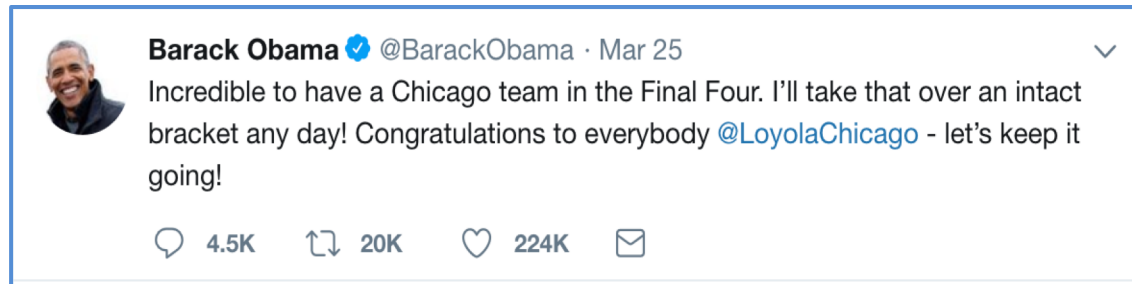 Barack Obama @BarackObama · Mar 25
Incredible to have a Chicago team in the Final Four. I’ll take that over an intact
bracket any day! Congratulations to everybody @LoyolaChicago - let’s keep it
going!
4.5K 20K 224K